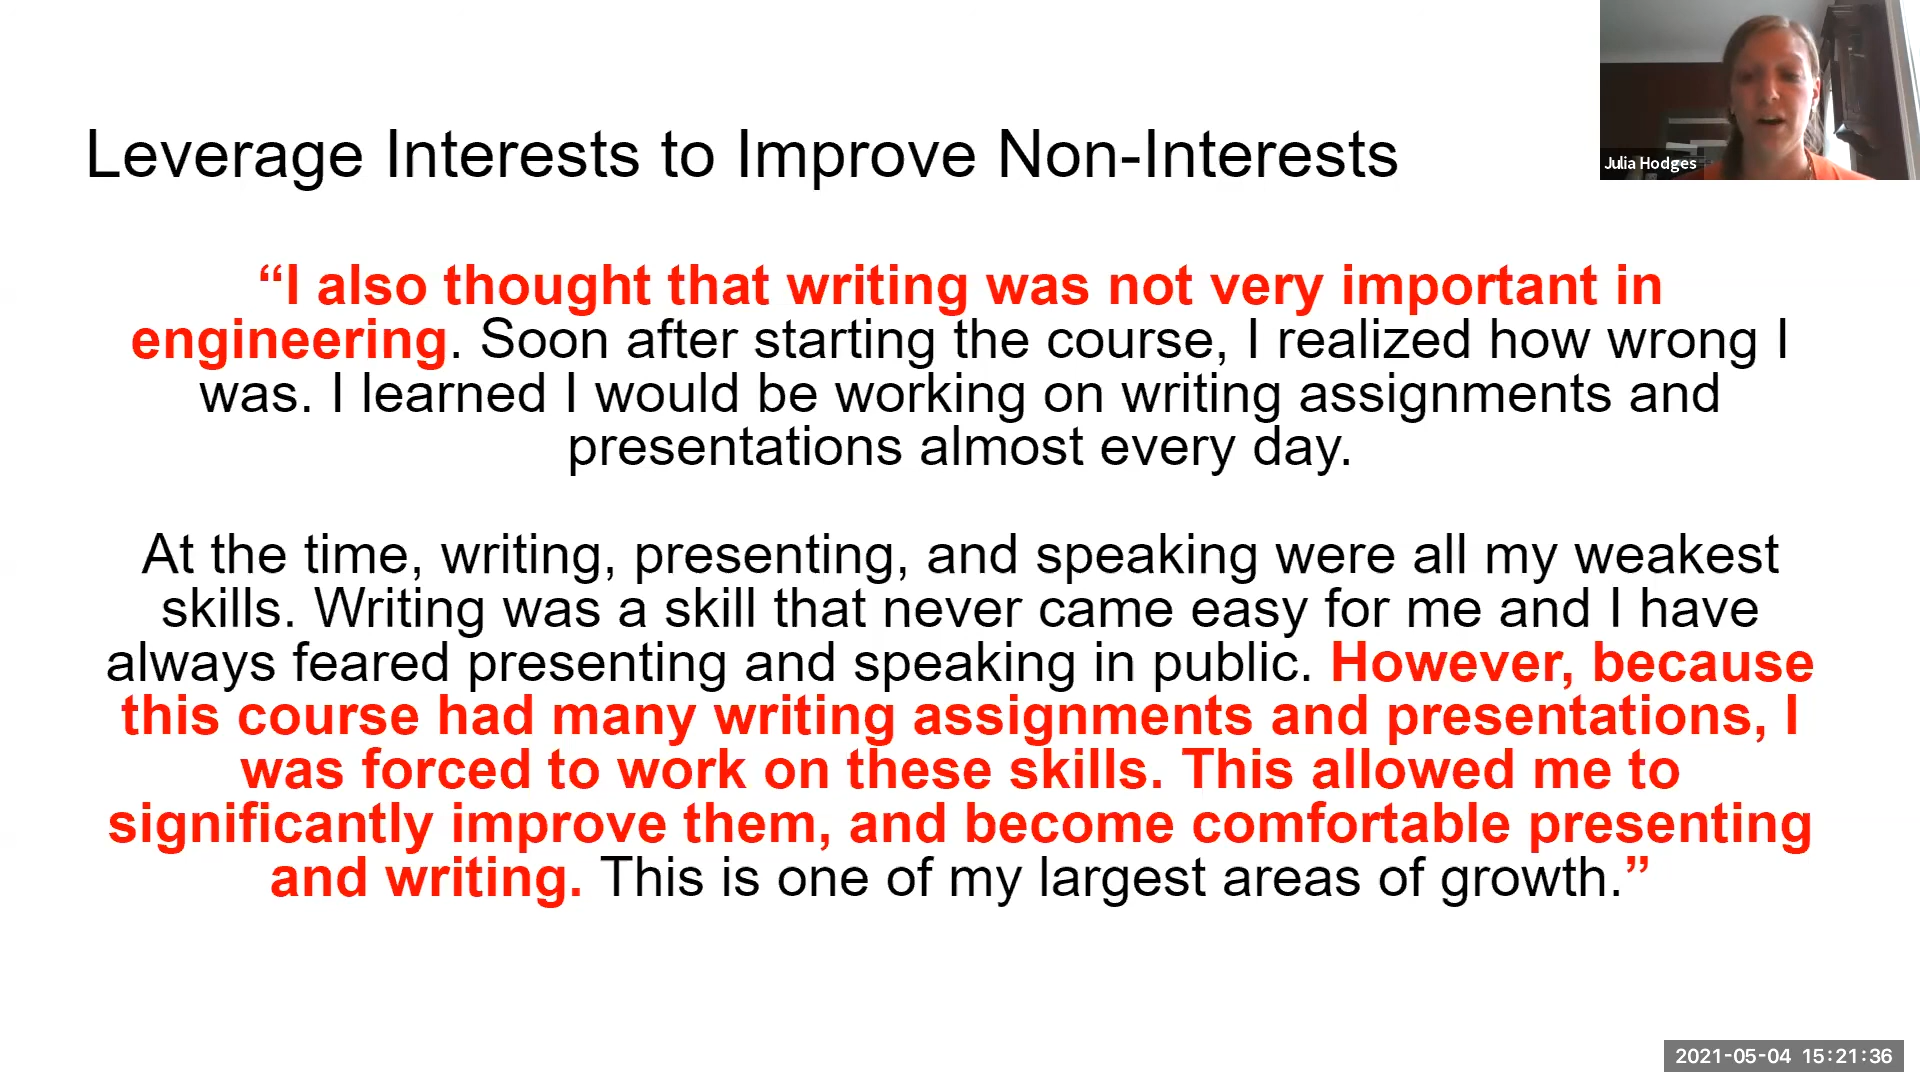 Leverage Interests to Improve Non-Interests
Julia Hodges
“I also thought that writing was not very important in
engineering. Soon after starting the course, I realized how wrong I
was. I learned I would be working on writing assignments and
presentations almost every day.
At the time, writing, presenting, and speaking were all my weakest
skills. Writing was a skill that never came easy for me and I have
always feared presenting and speaking in public. However, because
this course had many writing assignments and presentations, I
was forced to work on these skills. This allowed me to
significantly improve them, and become comfortable presenting
and writing. This is one of my largest areas of growth.”
2021-05-04 15:21:36